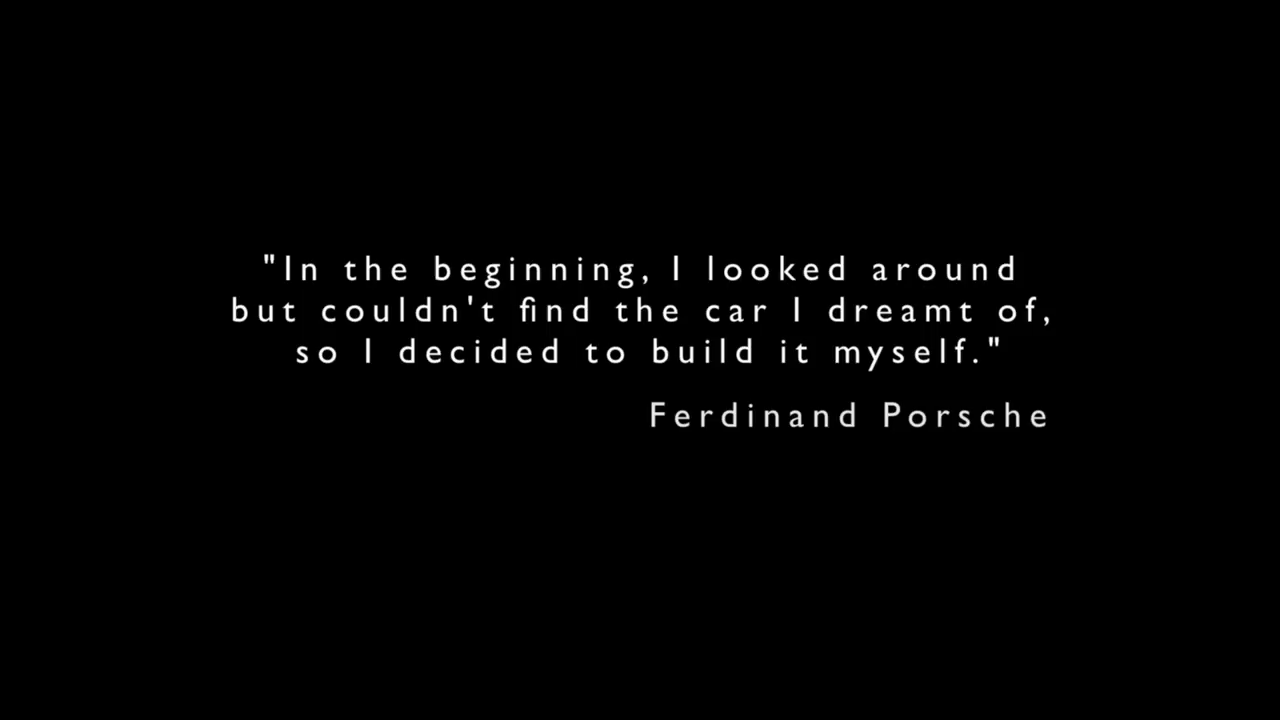 "In the beginning, I looked around
but couldn't find the car I dreamt of,
so I decided to build it myself."
Ferdinand Porsche